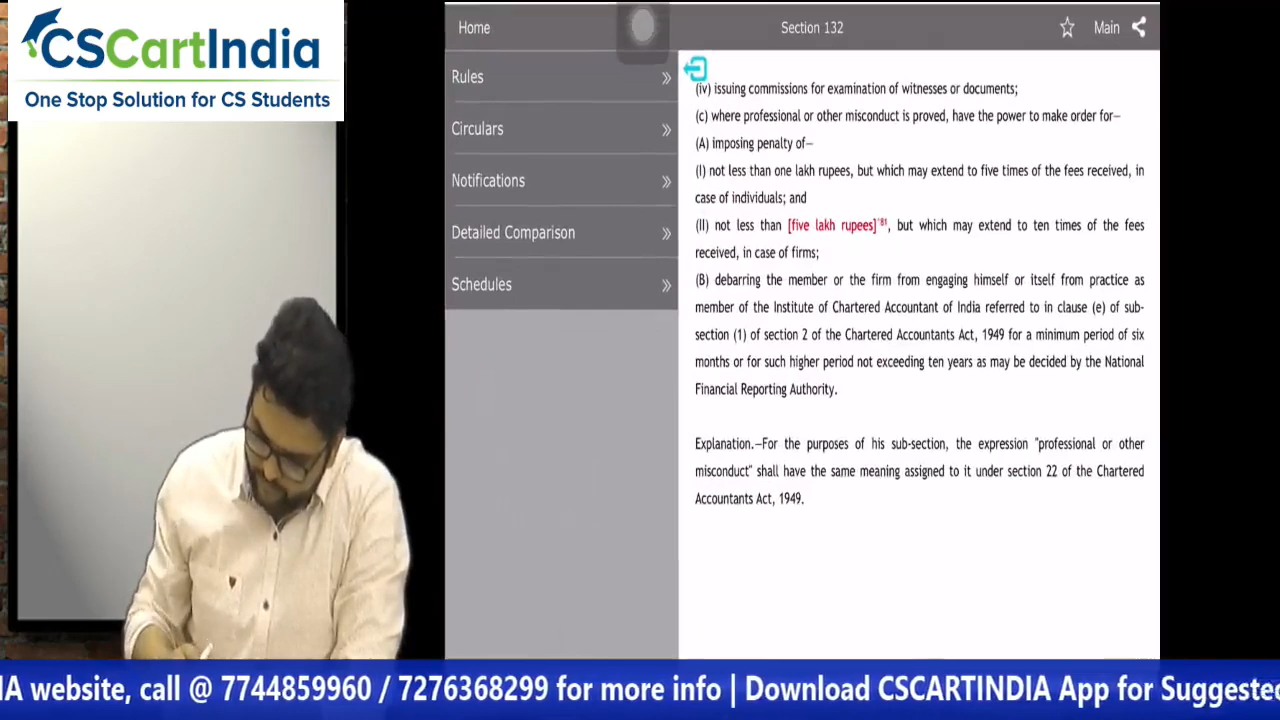 CSCartIndia
One Stop Solution for CS Students
Home
Section 132
Main
Rules
Circulars
Notifications
Detailed Comparison
Schedules
(iv) issuing commissions for examination of witnesses or documents;
(c) where professional or other misconduct is proved, have the power to make order for—
(A) imposing penalty of—
(I) not less than one lakh rupees, but which may extend to five times of the fees received, in
case of individuals; and
(II) not less than [five lakh rupees]*81, but which may extend to ten times of the fees
received, in case of firms;
(B) debarring the member or the firm from engaging himself or itself from practice as
member of the Institute of Chartered Accountant of India referred to in clause (e) of sub-
section (1) of section 2 of the Chartered Accountants Act, 1949 for a minimum period of six
months or for such higher period not exceeding ten years as may be decided by the National
Financial Reporting Authority.
Explanation.—For the purposes of his sub-section, the expression "professional or other
misconduct" shall have the same meaning assigned to it under section 22 of the Chartered
Accountants Act, 1949.
IA website, call @ 7744859960 / 7276368299 for more info | Download CSCARTINDIA App for Suggested